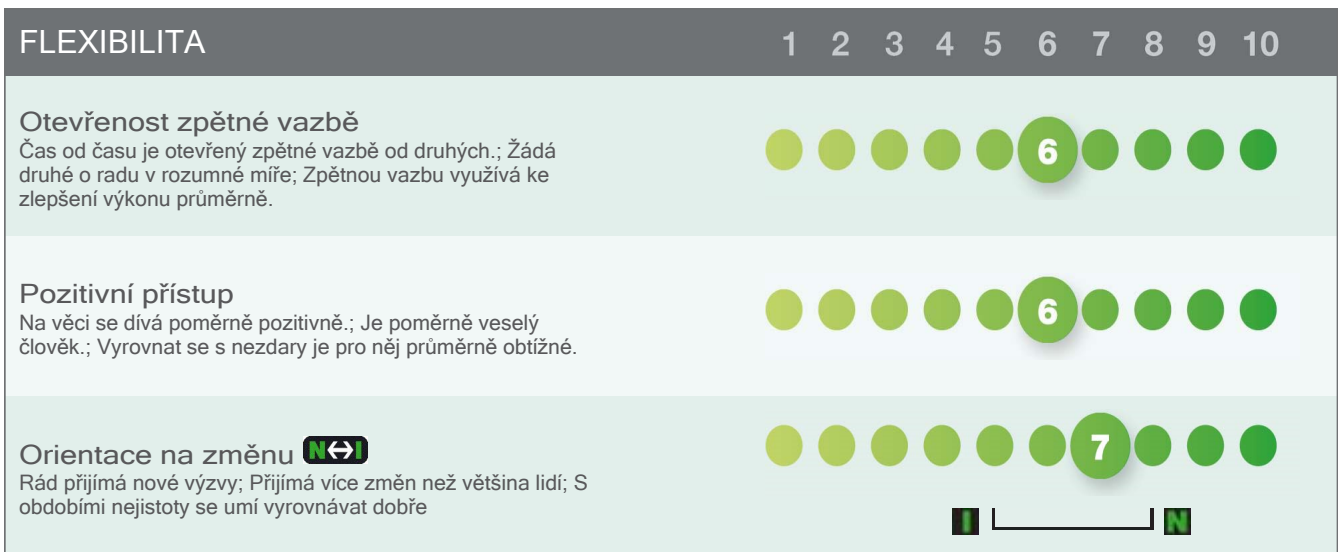 FLEXIBILITA 1 2 3 4 5 6 7 8 9 10
Otevřenost zpětné vazbě
Čas od času je otevřený zpětné vazbě od druhých.; Žádá
druhé o radu v rozumné míře; Zpětnou vazbu využívá ke
zlepšení výkonu průměrně.
6
Pozitivní přístup
Na věci se dívá poměrně pozitivně.; Je poměrně veselý
člověk.; Vyrovnat se s nezdary je pro něj průměrně obtížné.
6
Orientace na změnu N↔I
Rád přijímá nové výzvy; Přijímá více změn než většina lidí; S
obdobími nejistoty se umí vyrovnávat dobře
7
I N